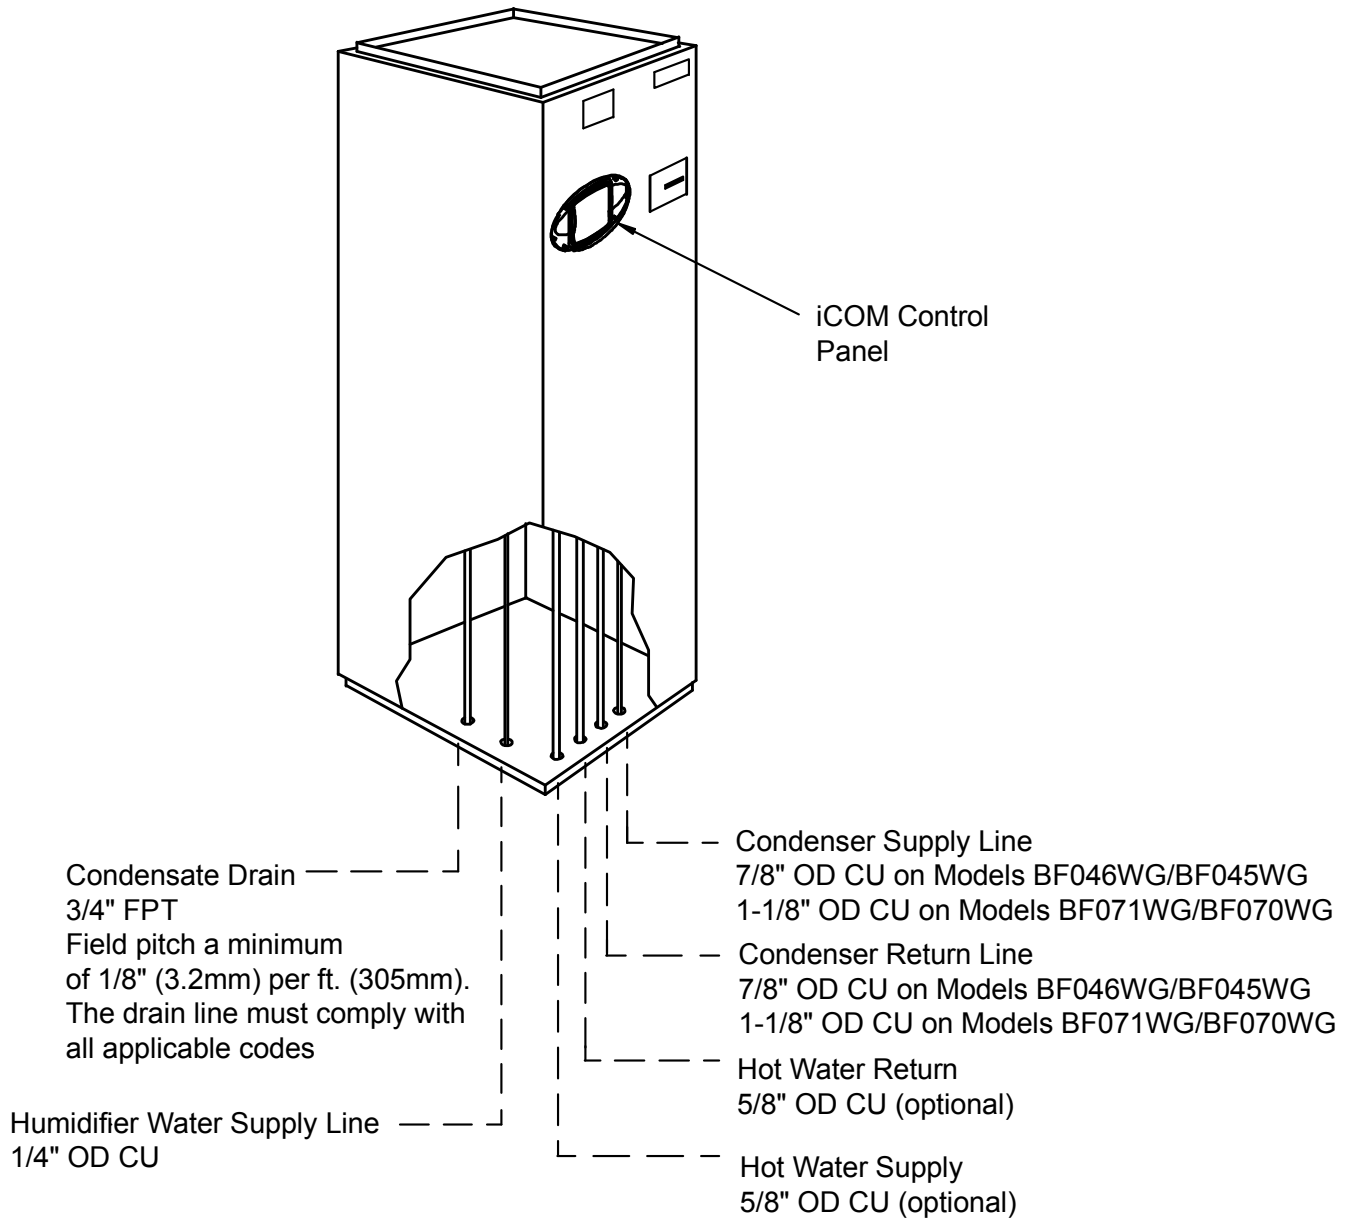 iCOM Control
Panel
Condenser Supply Line
7/8" OD CU on Models BF046WG/BF045WG
1-1/8" OD CU on Models BF071WG/BF070WG
Condensate Drain
3/4" FPT
Field pitch a minimum
of 1/8" (3.2mm) per ft. (305mm).
The drain line must comply with
all applicable codes
Condenser Return Line
7/8" OD CU on Models BF046WG/BF045WG
1-1/8" OD CU on Models BF071WG/BF070WG
Hot Water Return
5/8" OD CU (optional)
Humidifier Water Supply Line
1/4" OD CU
Hot Water Supply
5/8" OD CU (optional)